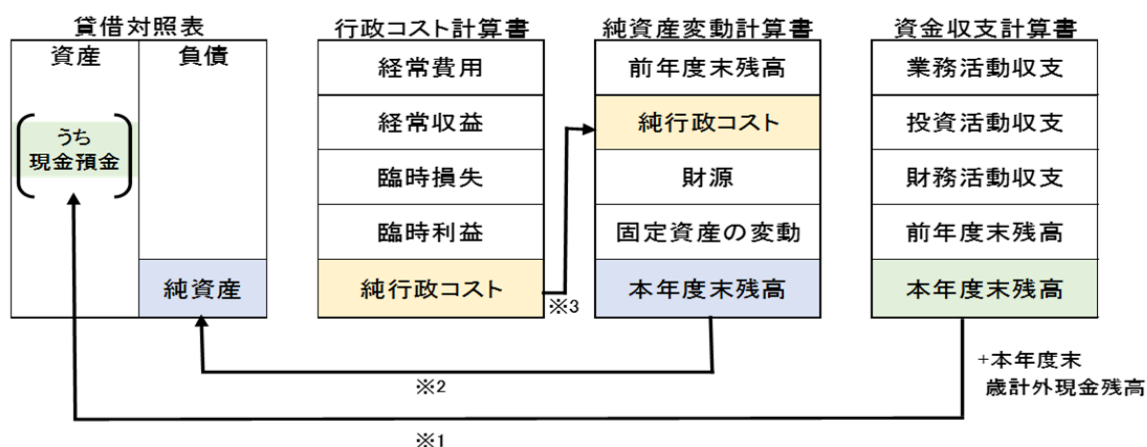 貸借対照表
資産
負債
うち
現金預金
純資産
行政コスト計算書
経常費用
経常収益
臨時損失
臨時利益
純行政コスト
※3
純資産変動計算書
前年度末残高
純行政コスト
財源
固定資産の変動
本年度末残高
資金収支計算書
業務活動収支
投資活動収支
財務活動収支
前年度末残高
本年度末残高
+本年度末
歳計外現金残高
※2
※1